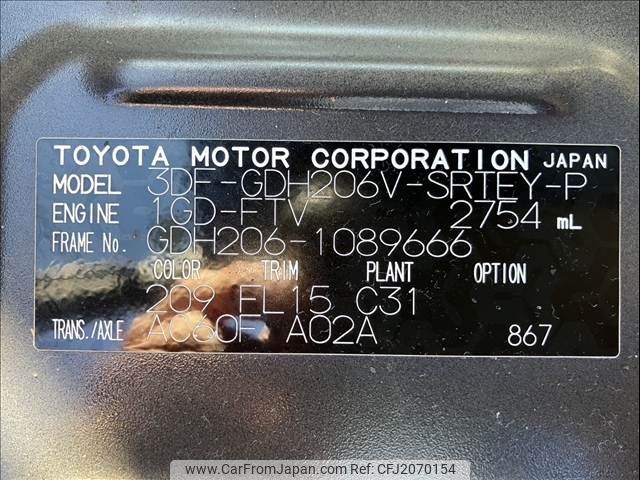 TOYOTA MOTOR CORPORATION JAPAN
MODEL 3DF-GDH206V-SRTEY-P
ENGINE 1GD-FTV 2754 mL
FRAME No. GDH206-1089666
COLOR TRIM PLANT OPTION
209 FL15 C31
TRANS./AXLE AC60F A02A 867
www.CarFromJapan.com | Ref: CFJ2070154